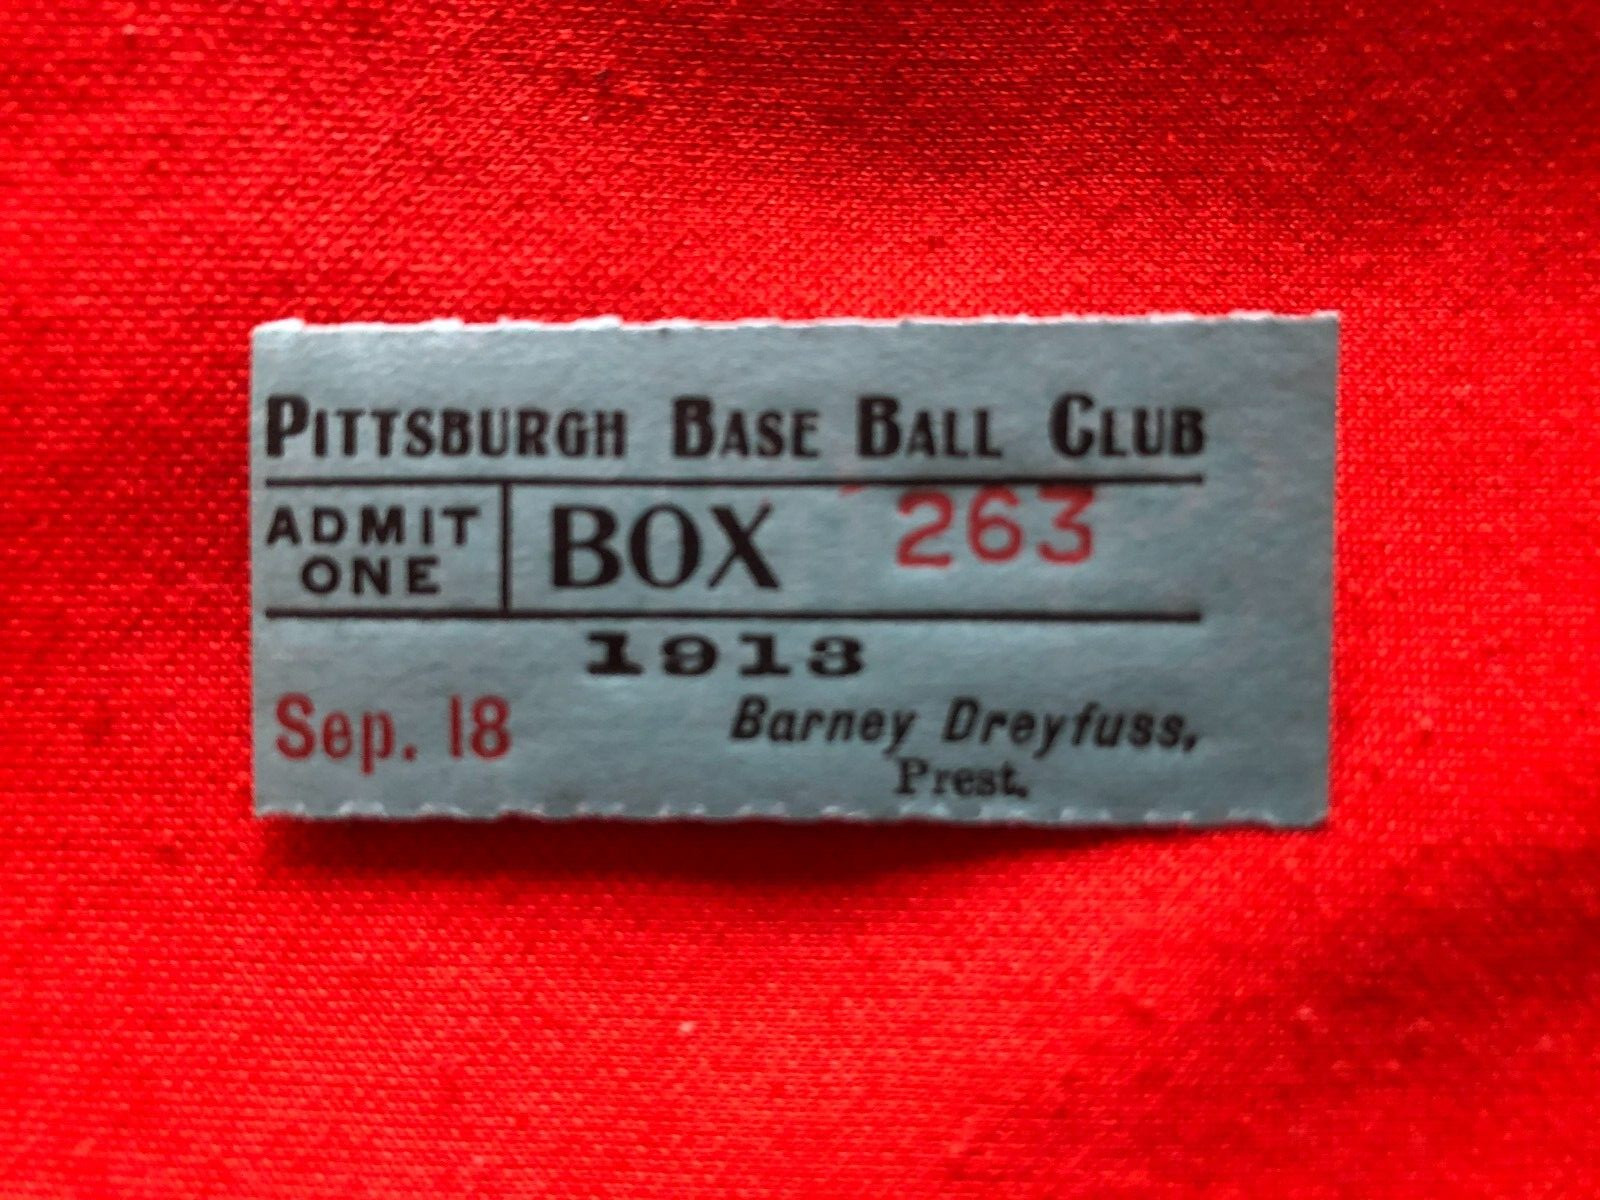 PITTSBURGH BASE BALL CLUB
ADMIT ONE
BOX 263
1913
Sep. 18
Barney Dreyfuss,
Prest.